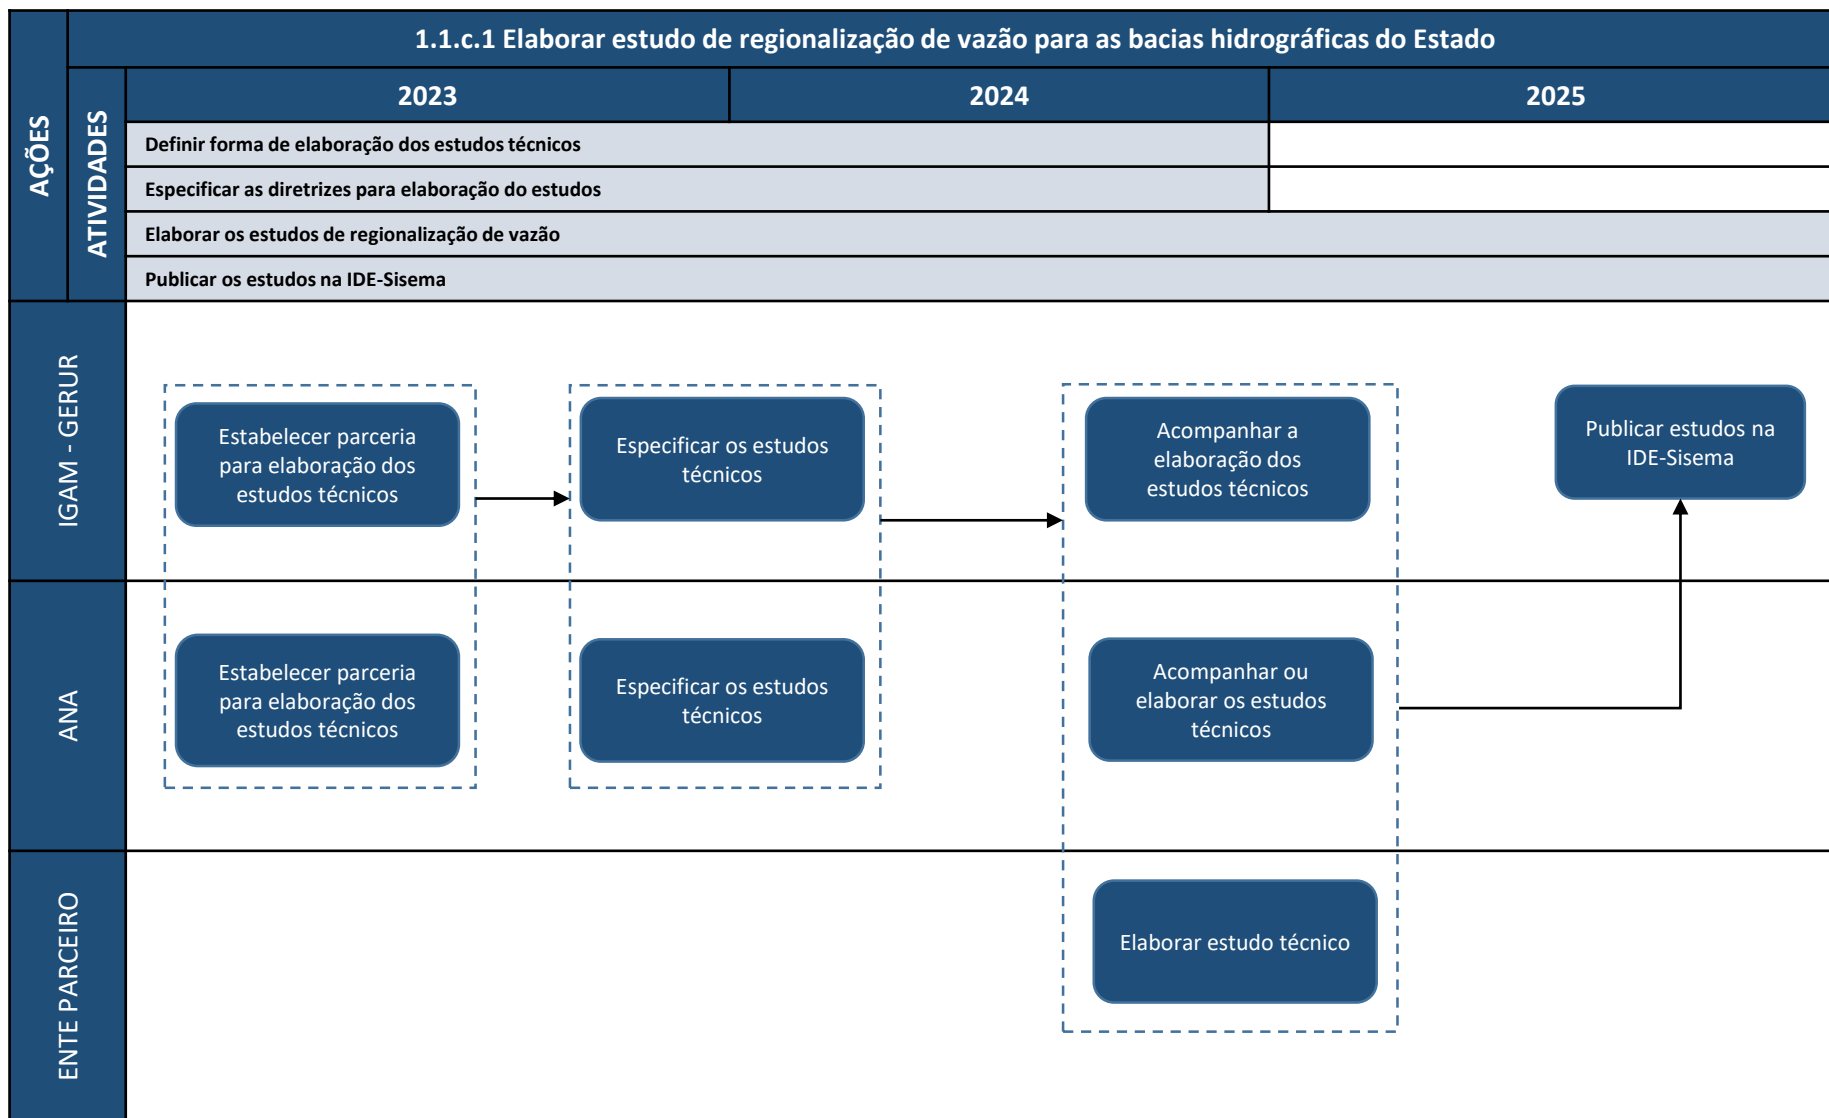 1.1.c.1 Elaborar estudo de regionalização de vazão para as bacias hidrográficas do Estado
AÇÕES
ATIVIDADES
2023
2024
2025
Definir forma de elaboração dos estudos técnicos
Especificar as diretrizes para elaboração do estudos
Elaborar os estudos de regionalização de vazão
Publicar os estudos na IDE-Sisema
IGAM - GERUR
Estabelecer parceria
para elaboração dos
estudos técnicos
Especificar os estudos
técnicos
Acompanhar a
elaboração dos
estudos técnicos
Publicar estudos na
IDE-Sisema
ANA
Estabelecer parceria
para elaboração dos
estudos técnicos
Especificar os estudos
técnicos
Acompanhar ou
elaborar os estudos
técnicos
ENTE PARCEIRO
Elaborar estudo técnico